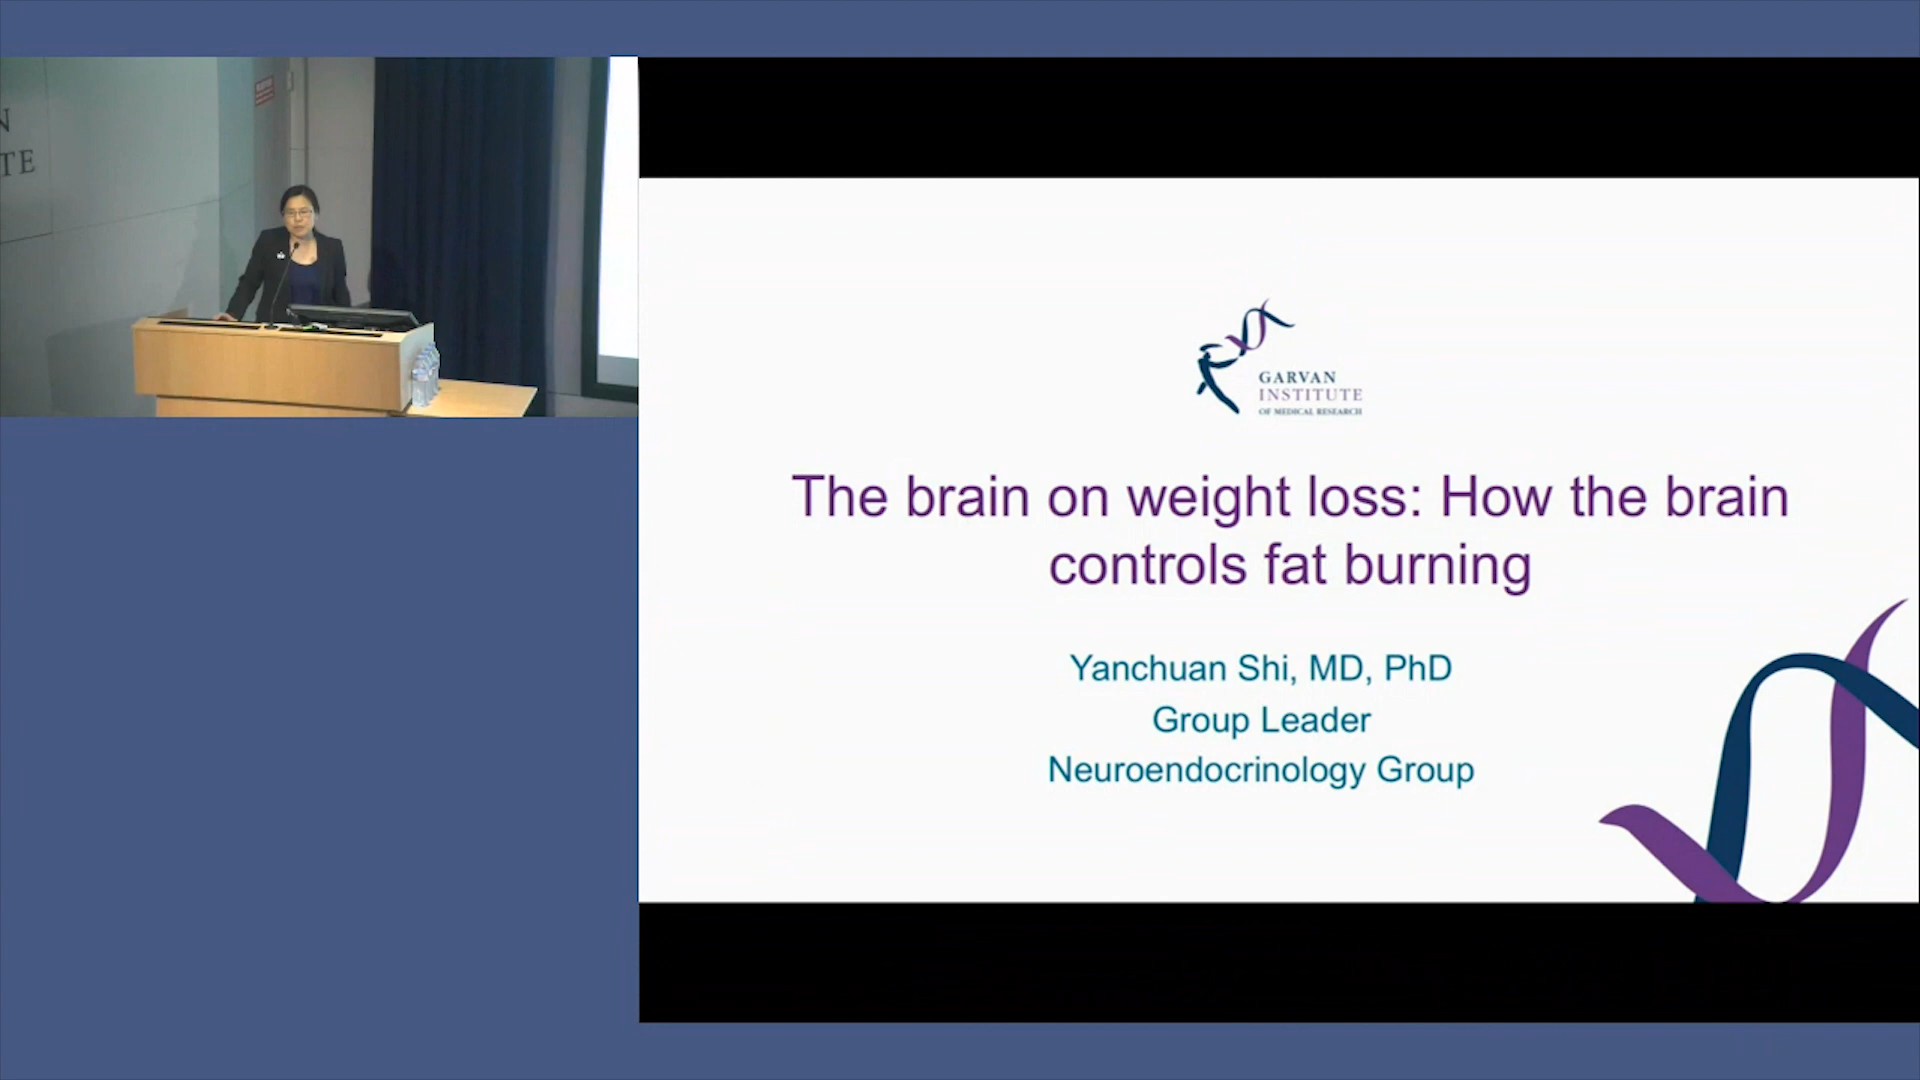 N
TE
GARVAN
INSTITUTE
OF MEDICAL RESEARCH
The brain on weight loss: How the brain
controls fat burning
Yanchuan Shi, MD, PhD
Group Leader
Neuroendocrinology Group